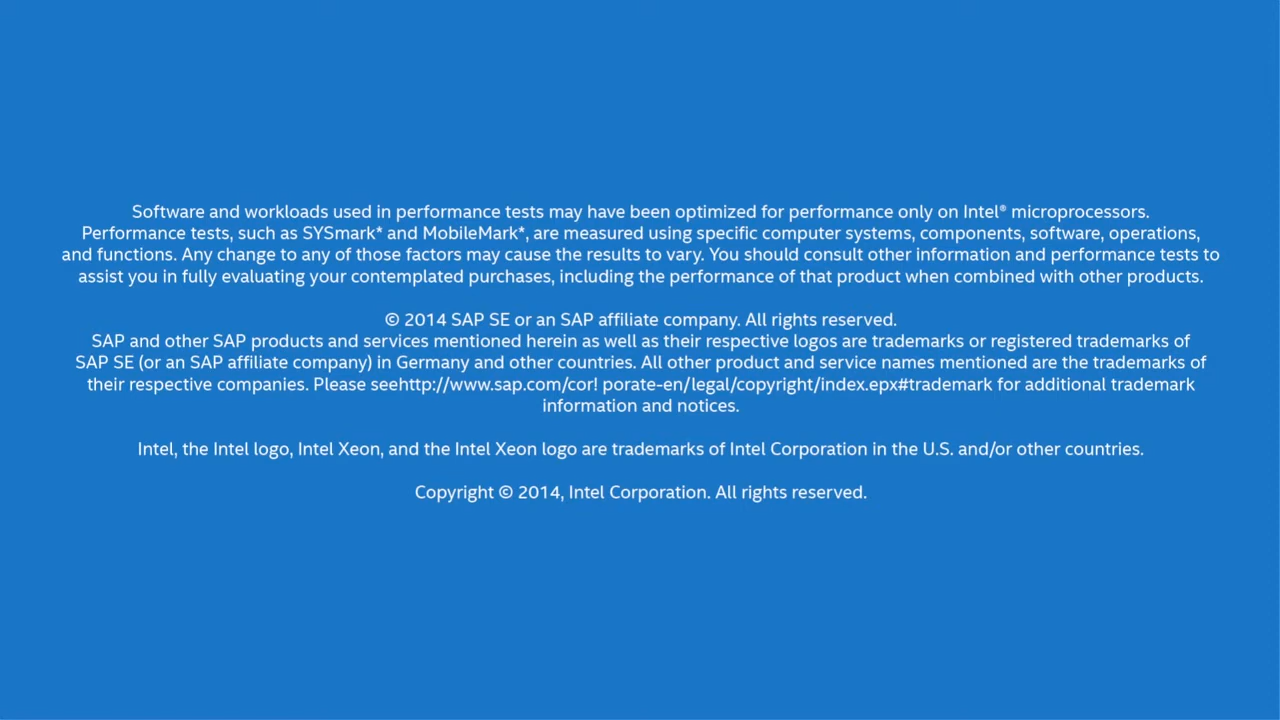 Software and workloads used in performance tests may have been optimized for performance only on Intel® microprocessors.
Performance tests, such as SYSmark* and MobileMark*, are measured using specific computer systems, components, software, operations,
and functions. Any change to any of those factors may cause the results to vary. You should consult other information and performance tests to
assist you in fully evaluating your contemplated purchases, including the performance of that product when combined with other products.
© 2014 SAP SE or an SAP affiliate company. All rights reserved.
SAP and other SAP products and services mentioned herein as well as their respective logos are trademarks or registered trademarks of
SAP SE (or an SAP affiliate company) in Germany and other countries. All other product and service names mentioned are the trademarks of
their respective companies. Please seehttp://www.sap.com/cor! porate-en/legal/copyright/index.epx#trademark for additional trademark
information and notices.
Intel, the Intel logo, Intel Xeon, and the Intel Xeon logo are trademarks of Intel Corporation in the U.S. and/or other countries.
Copyright © 2014, Intel Corporation. All rights reserved.